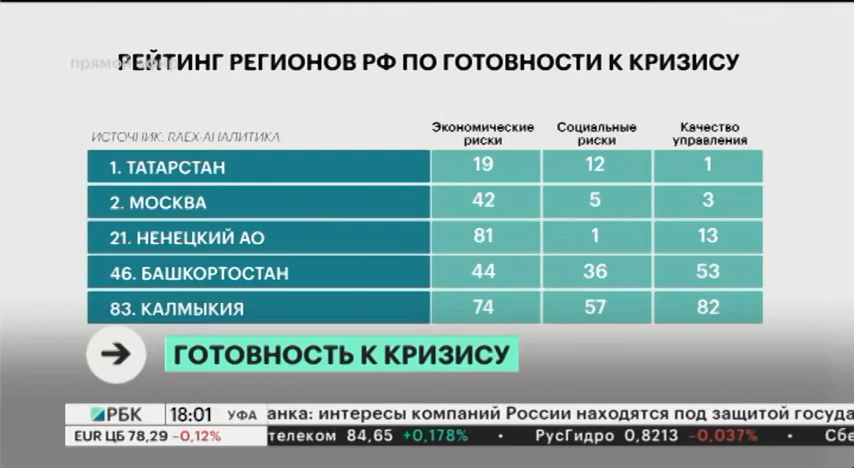 прямой эфир
РЕЙТИНГ РЕГИОНОВ РФ ПО ГОТОВНОСТИ К КРИЗИСУ
ИСТОЧНИК: RAEX-АНАЛИТИКА
Экономические риски
Социальные риски
Качество управления
1. ТАТАРСТАН 19 12 1
2. МОСКВА 42 5 3
21. НЕНЕЦКИЙ АО 81 1 13
46. БАШКОРТОСТАН 44 36 53
83. КАЛМЫКИЯ 74 57 82
ГОТОВНОСТЬ К КРИЗИСУ
РБК 18:01 УФА анка: интересы компаний России находятся под защитой госуда
EUR ЦБ 78,29 -0,12% телеком 84,65 +0,178% • РусГидро 0,8213 -0,037% • Сбе